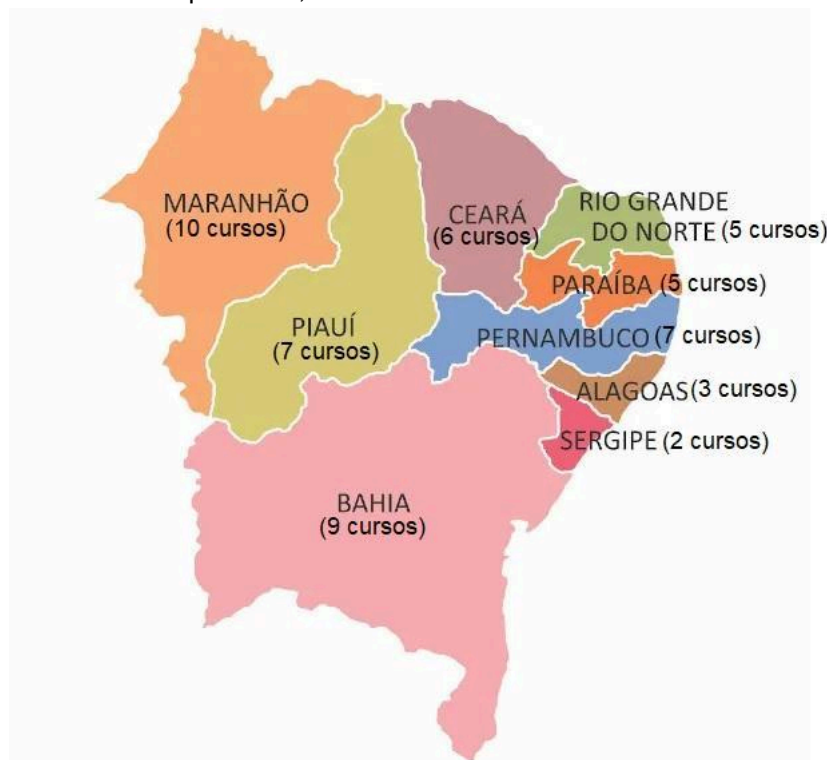 MARANHÃO
(10 cursos)
CEARÁ
(6 cursos)
RIO GRANDE
DO NORTE (5 cursos)
PARAÍBA (5 cursos)
PIAUÍ
(7 cursos)
PERNAMBUCO (7 cursos)
ALAGOAS (3 cursos)
SERGIPE (2 cursos)
BAHIA
(9 cursos)